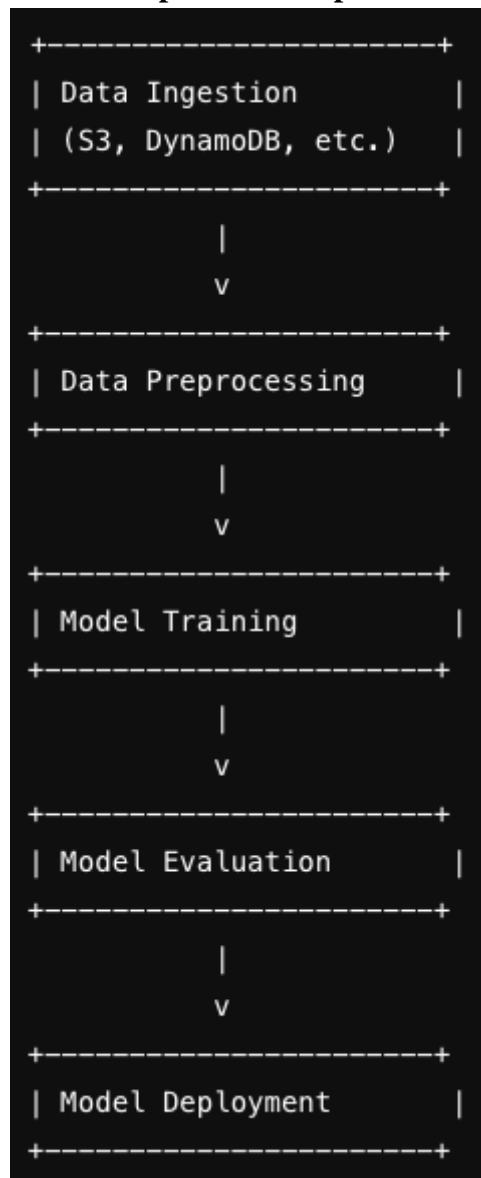 +-----------------------+
| Data Ingestion        |
| (S3, DynamoDB, etc.)  |
+-----------------------+
          |
          v
+-----------------------+
| Data Preprocessing    |
+-----------------------+
          |
          v
+-----------------------+
| Model Training        |
+-----------------------+
          |
          v
+-----------------------+
| Model Evaluation      |
+-----------------------+
          |
          v
+-----------------------+
| Model Deployment      |
+-----------------------+